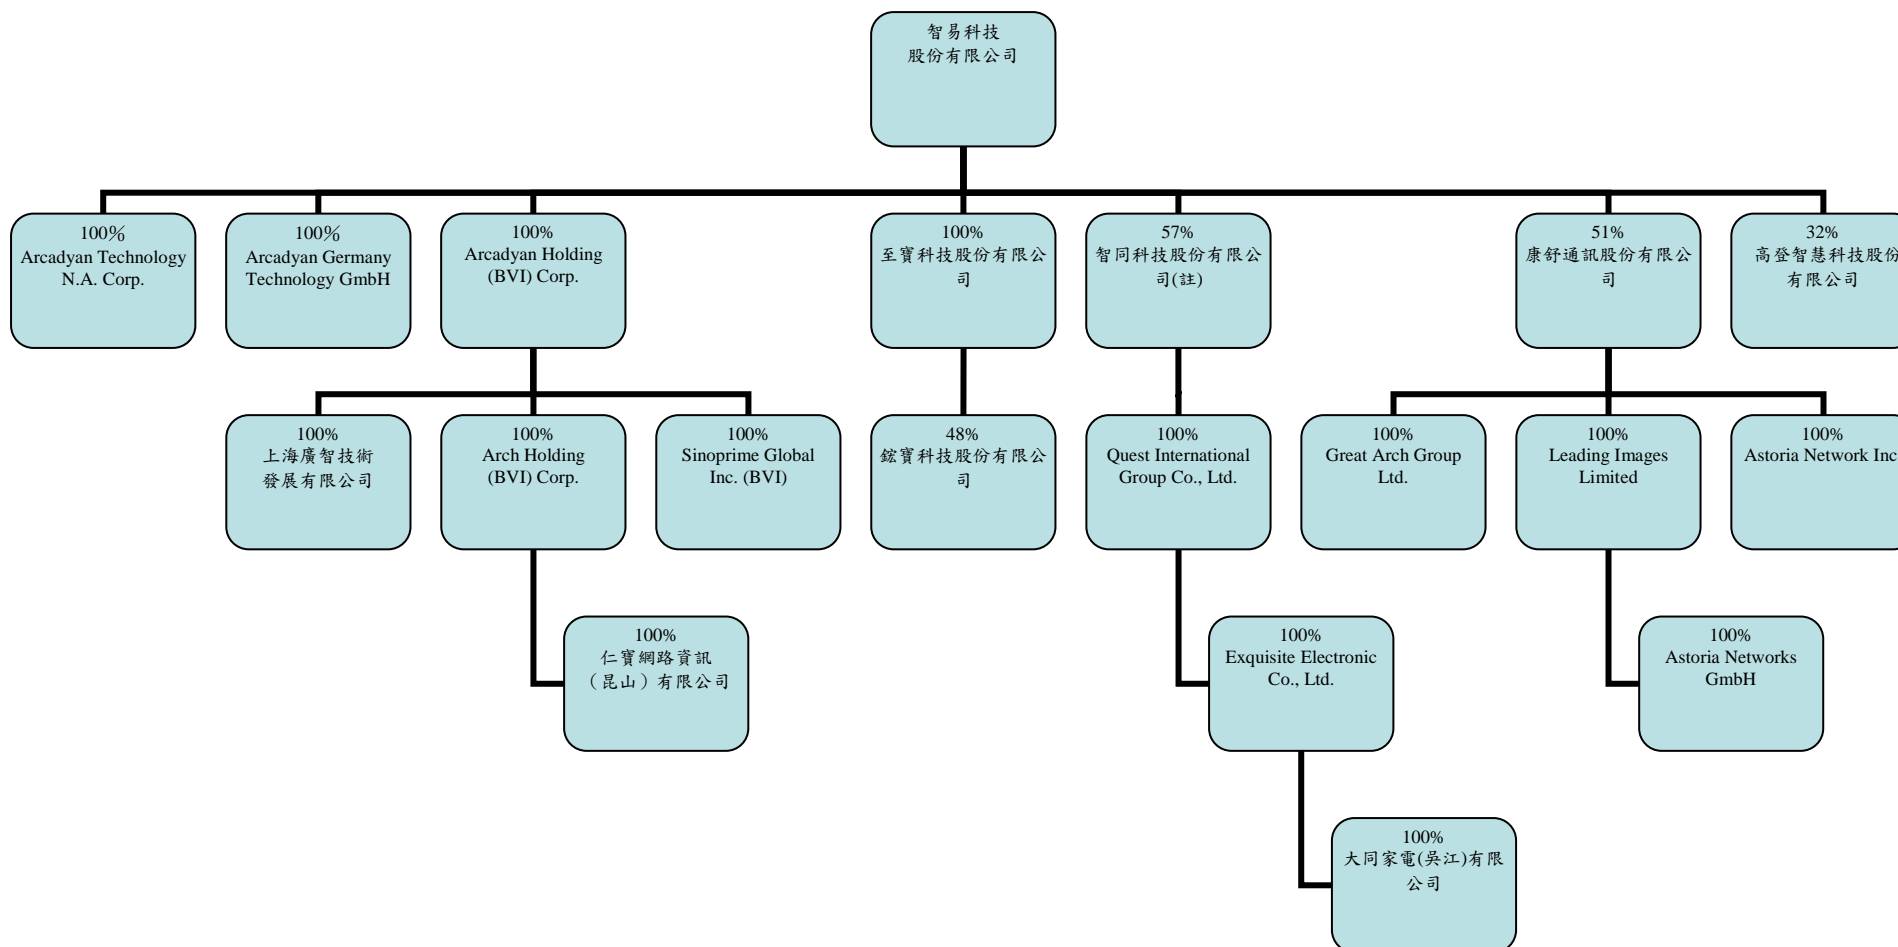 智易科技
股份有限公司
100%
Arcadyan Technology
N.A. Corp.
100%
Arcadyan Germany
Technology GmbH
100%
Arcadyan Holding
(BVI) Corp.
100%
至寶科技股份有限公
司
57%
智同科技股份有限公
司(註)
51%
康舒通訊股份有限公
司
32%
高登智慧科技股份
有限公司
100%
上海廣智技術
發展有限公司
100%
Arch Holding
(BVI) Corp.
100%
Sinoprime Global
Inc. (BVI)
48%
鋐寶科技股份有限公
司
100%
Quest International
Group Co., Ltd.
100%
Great Arch Group
Ltd.
100%
Leading Images
Limited
100%
Astoria Network Inc
100%
仁寶網路資訊
（昆山）有限公司
100%
Exquisite Electronic
Co., Ltd.
100%
Astoria Networks
GmbH
100%
大同家電(吳江)有限
公司